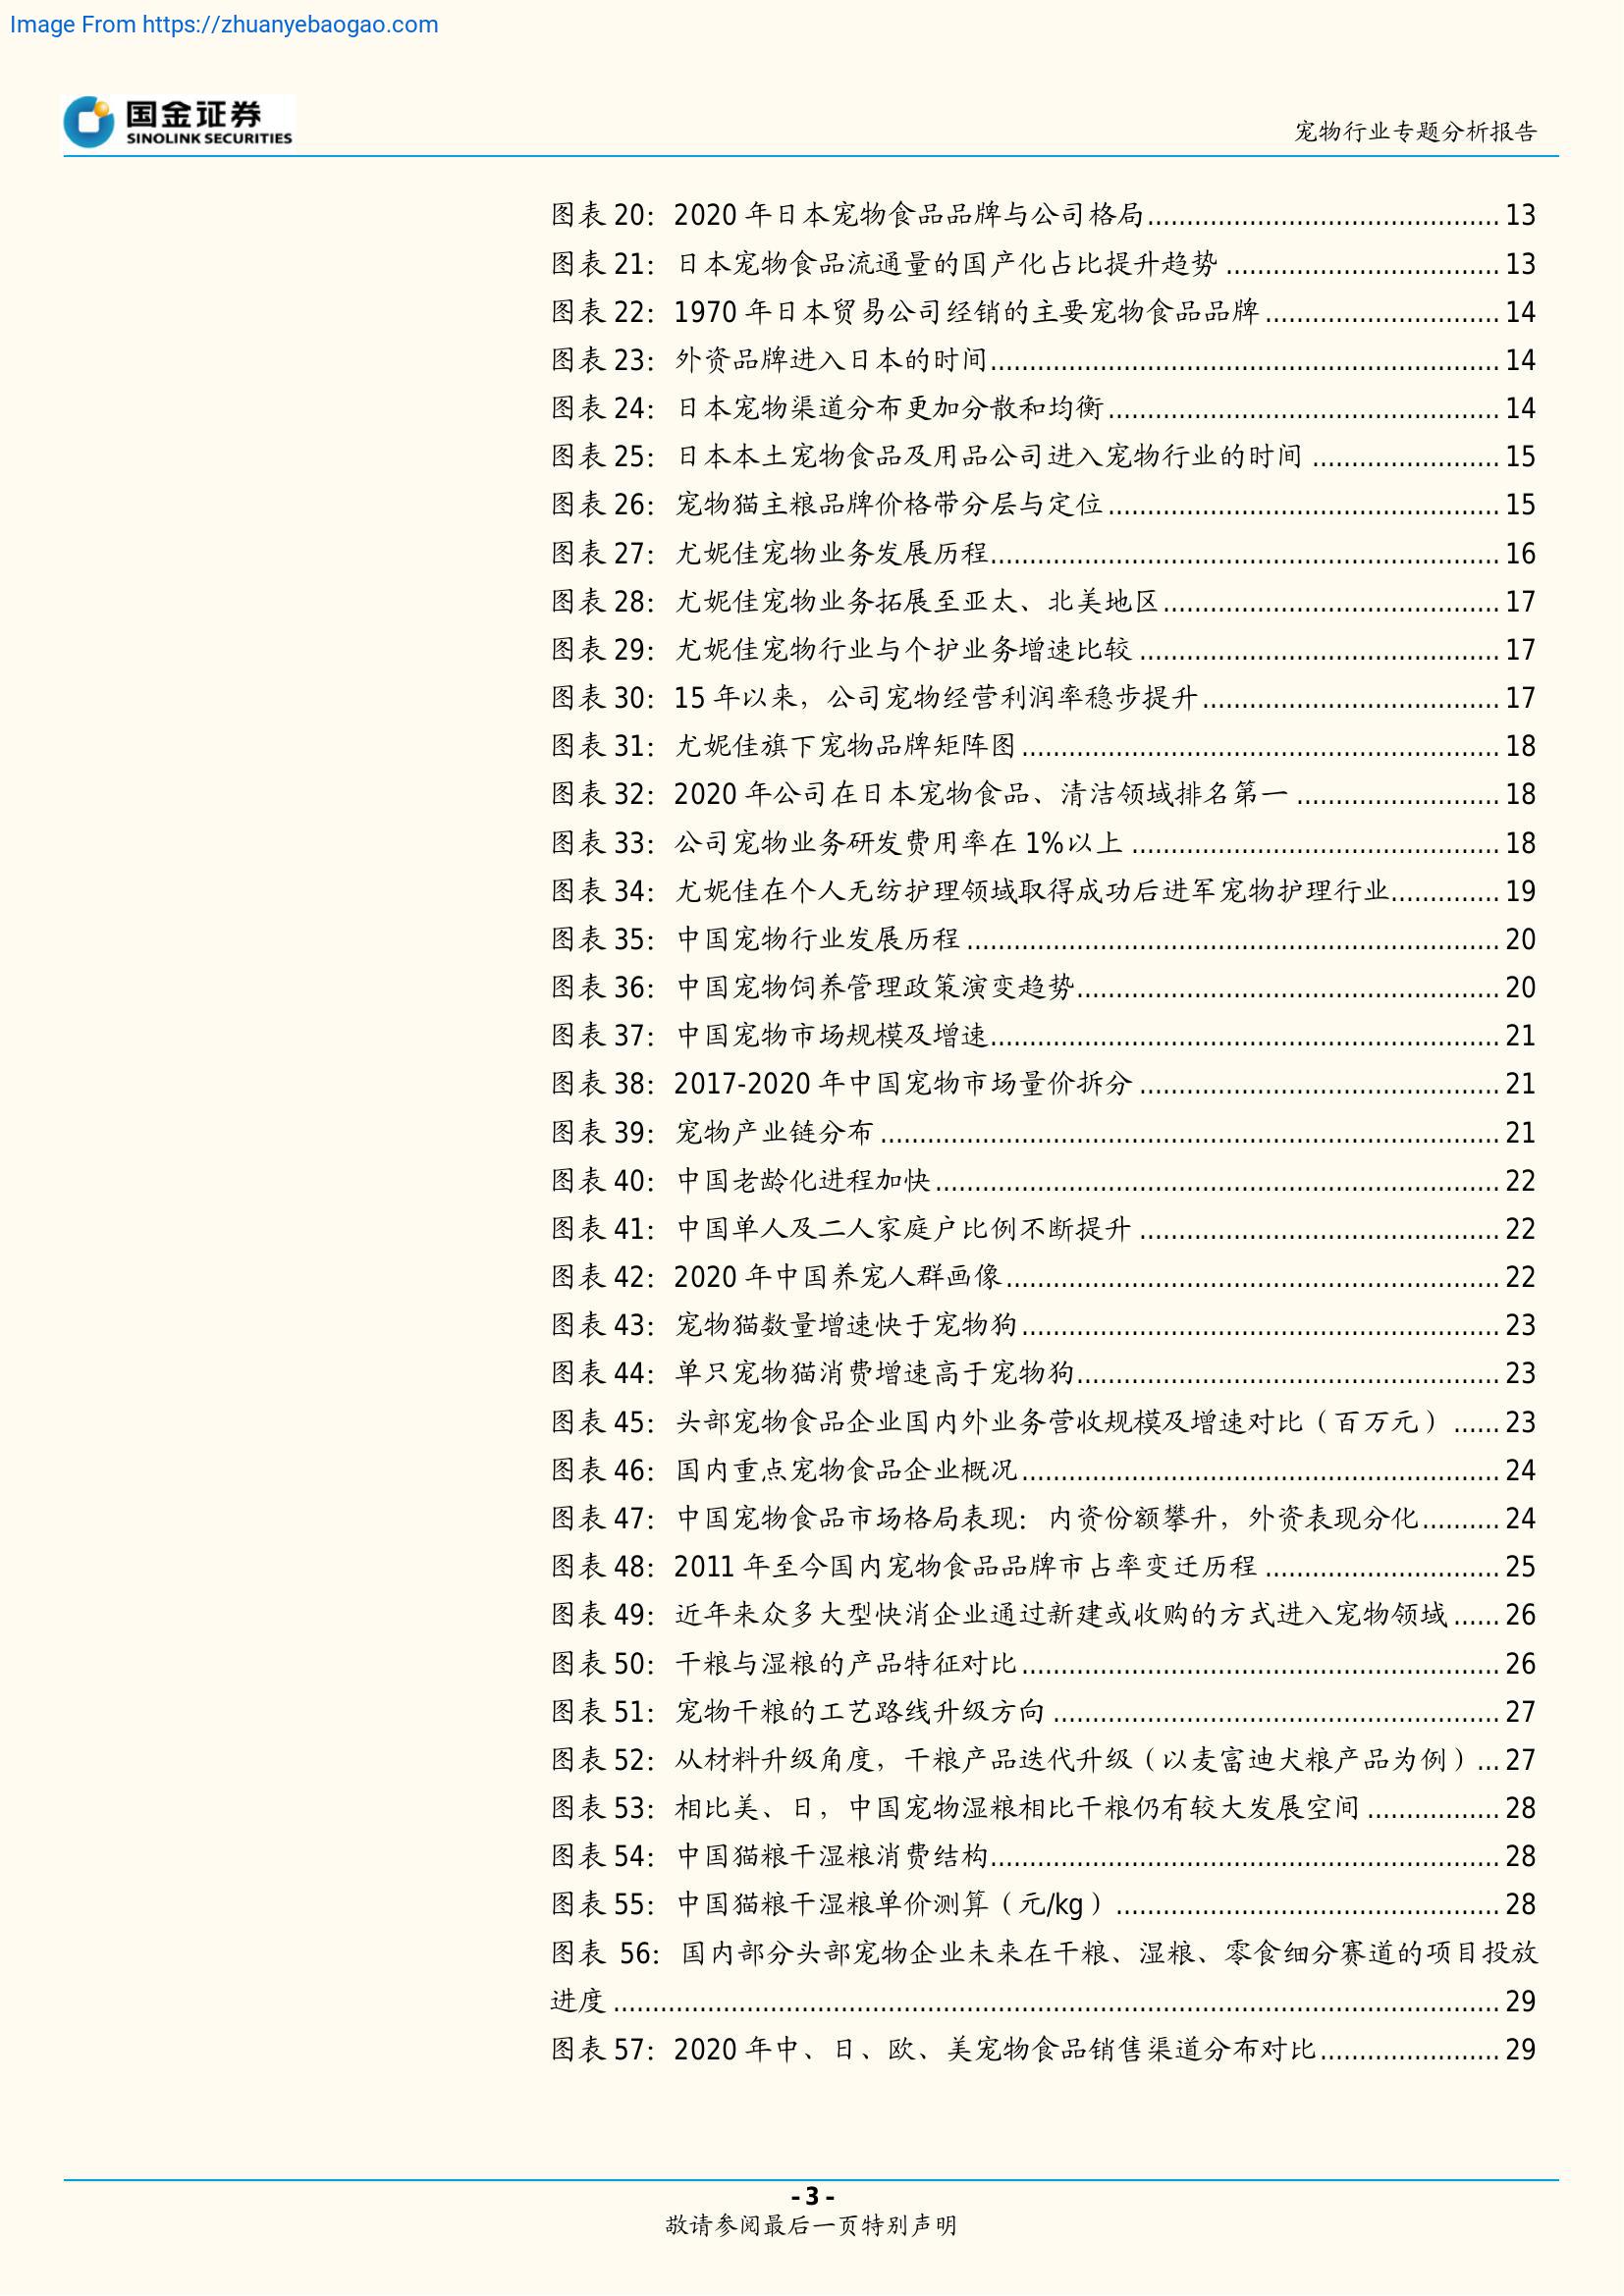 Image From https://zhuanyebaogao.com
国金证券
SINOLINK SECURITIES
宠物行业专题分析报告
图表 20：2020 年日本宠物食品品牌与公司格局 13
图表 21：日本宠物食品流通量的国产化占比提升趋势 13
图表 22：1970 年日本贸易公司经销的主要宠物食品品牌 14
图表 23：外资品牌进入日本的时间 14
图表 24：日本宠物渠道分布更加分散和均衡 14
图表 25：日本本土宠物食品及用品公司进入宠物行业的时间 15
图表 26：宠物猫主粮品牌价格带分层与定位 15
图表 27：尤妮佳宠物业务发展历程 16
图表 28：尤妮佳宠物业务拓展至亚太、北美地区 17
图表 29：尤妮佳宠物行业与个护业务增速比较 17
图表 30：15 年以来，公司宠物经营利润率稳步提升 17
图表 31：尤妮佳旗下宠物品牌矩阵图 18
图表 32：2020 年公司在日本宠物食品、清洁领域排名第一 18
图表 33：公司宠物业务研发费用率在 1%以上 18
图表 34：尤妮佳在个人无纺护理领域取得成功后进军宠物护理行业 19
图表 35：中国宠物行业发展历程 20
图表 36：中国宠物饲养管理政策演变趋势 20
图表 37：中国宠物市场规模及增速 21
图表 38：2017-2020 年中国宠物市场量价拆分 21
图表 39：宠物产业链分布 21
图表 40：中国老龄化进程加快 22
图表 41：中国单人及二人家庭户比例不断提升 22
图表 42：2020 年中国养宠人群画像 22
图表 43：宠物猫数量增速快于宠物狗 23
图表 44：单只宠物猫消费增速高于宠物狗 23
图表 45：头部宠物食品企业国内外业务营收规模及增速对比（百万元） 23
图表 46：国内重点宠物食品企业概况 24
图表 47：中国宠物食品市场格局表现：内资份额攀升，外资表现分化 24
图表 48：2011 年至今国内宠物食品品牌市占率变迁历程 25
图表 49：近年来众多大型快消企业通过新建或收购的方式进入宠物领域 26
图表 50：干粮与湿粮的产品特征对比 26
图表 51：宠物干粮的工艺路线升级方向 27
图表 52：从材料升级角度，干粮产品迭代升级（以麦富迪犬粮产品为例） 27
图表 53：相比美、日，中国宠物湿粮相比干粮仍有较大发展空间 28
图表 54：中国猫粮干湿粮消费结构 28
图表 55：中国猫粮干湿粮单价测算（元/kg） 28
图表 56：国内部分头部宠物企业未来在干粮、湿粮、零食细分赛道的项目投放
进度 29
图表 57：2020 年中、日、欧、美宠物食品销售渠道分布对比 29
- 3 -
敬请参阅最后一页特别声明